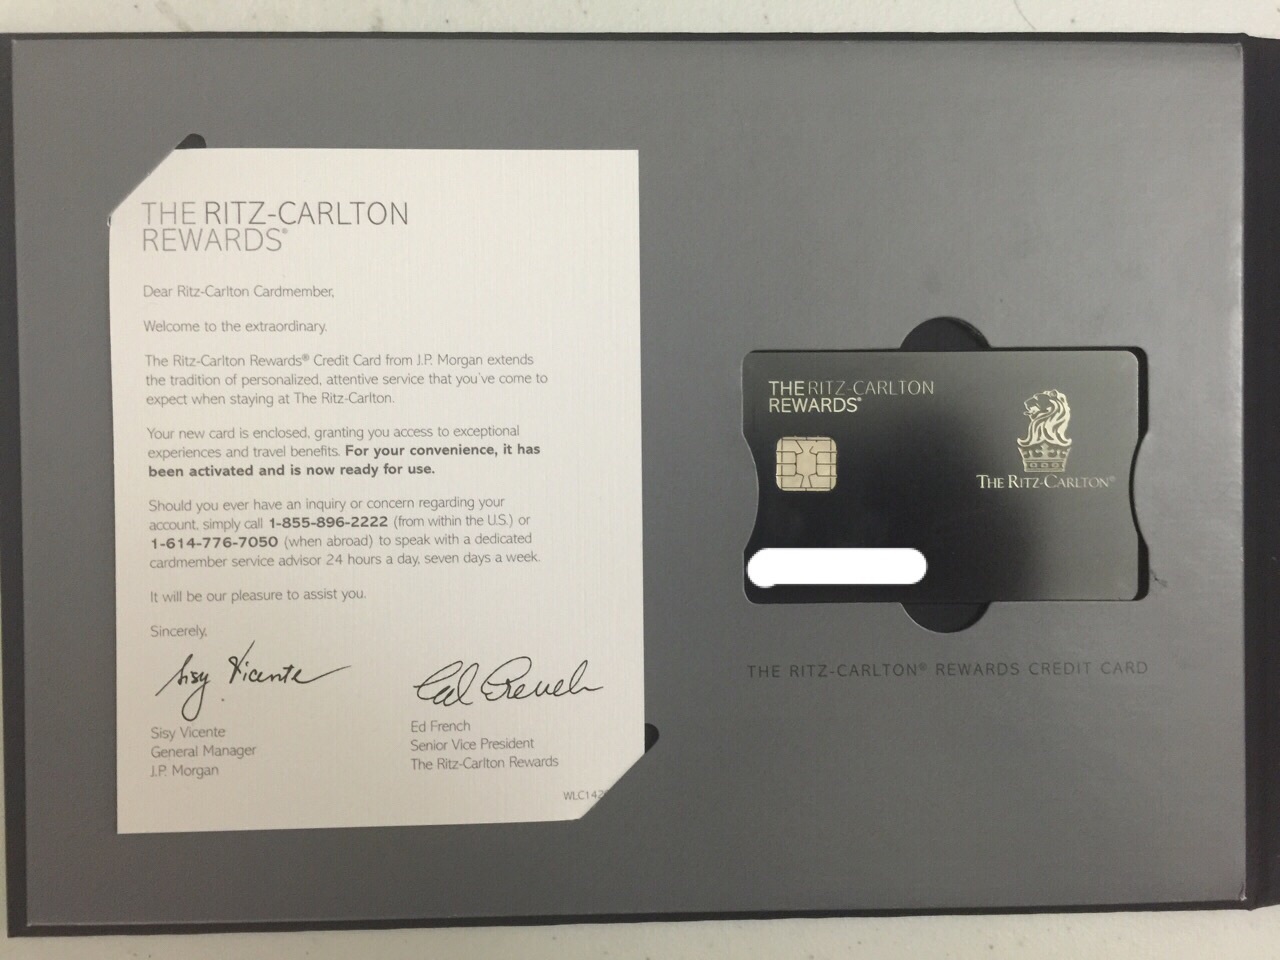 THE RITZ-CARLTON
REWARDS®
Dear Ritz-Carlton Cardmember,
Welcome to the extraordinary.
The Ritz-Carlton Rewards® Credit Card from J.P. Morgan extends
the tradition of personalized, attentive service that you've come to
expect when staying at The Ritz-Carlton.
Your new card is enclosed, granting you access to exceptional
experiences and travel benefits. For your convenience, it has
been activated and is now ready for use.
Should you ever have an inquiry or concern regarding your
account, simply call 1-855-896-2222 (from within the U.S.) or
1-614-776-7050 (when abroad) to speak with a dedicated
cardmember service advisor 24 hours a day, seven days a week.
It will be our pleasure to assist you.
Sincerely,
Sisy Vicente
Ed French
Sisy Vicente
General Manager
J.P. Morgan
Ed French
Senior Vice President
The Ritz-Carlton Rewards
THE RITZ-CARLTON
REWARDS®
THE RITZ-CARLTON®
THE RITZ-CARLTON® REWARDS CREDIT CARD